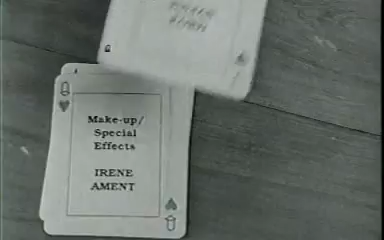 Q
Make-up/
Special
Effects
IRENE
AMENT
Q